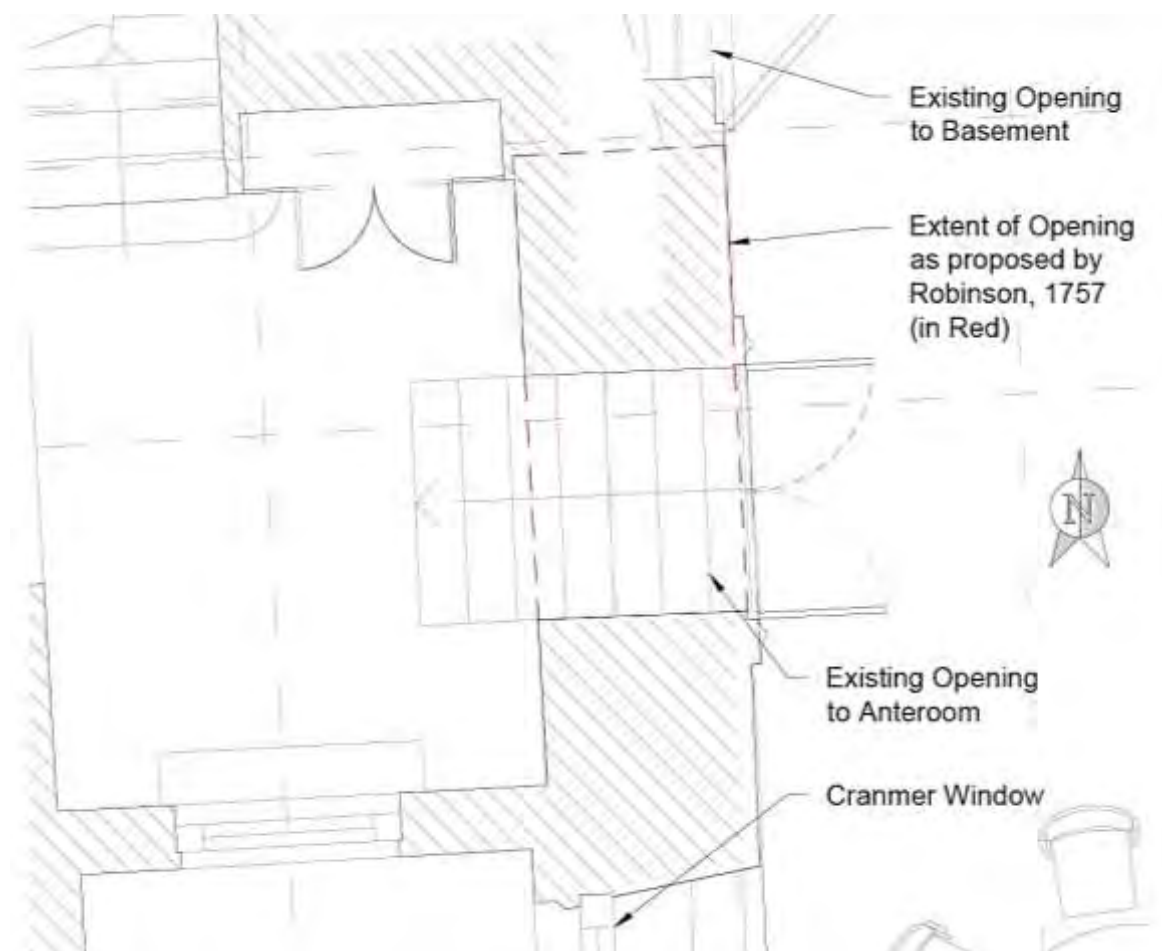 Existing Opening
to Basement
Extent of Opening
as proposed by
Robinson, 1757
(in Red)
N
Existing Opening
to Anteroom
Cranmer Window